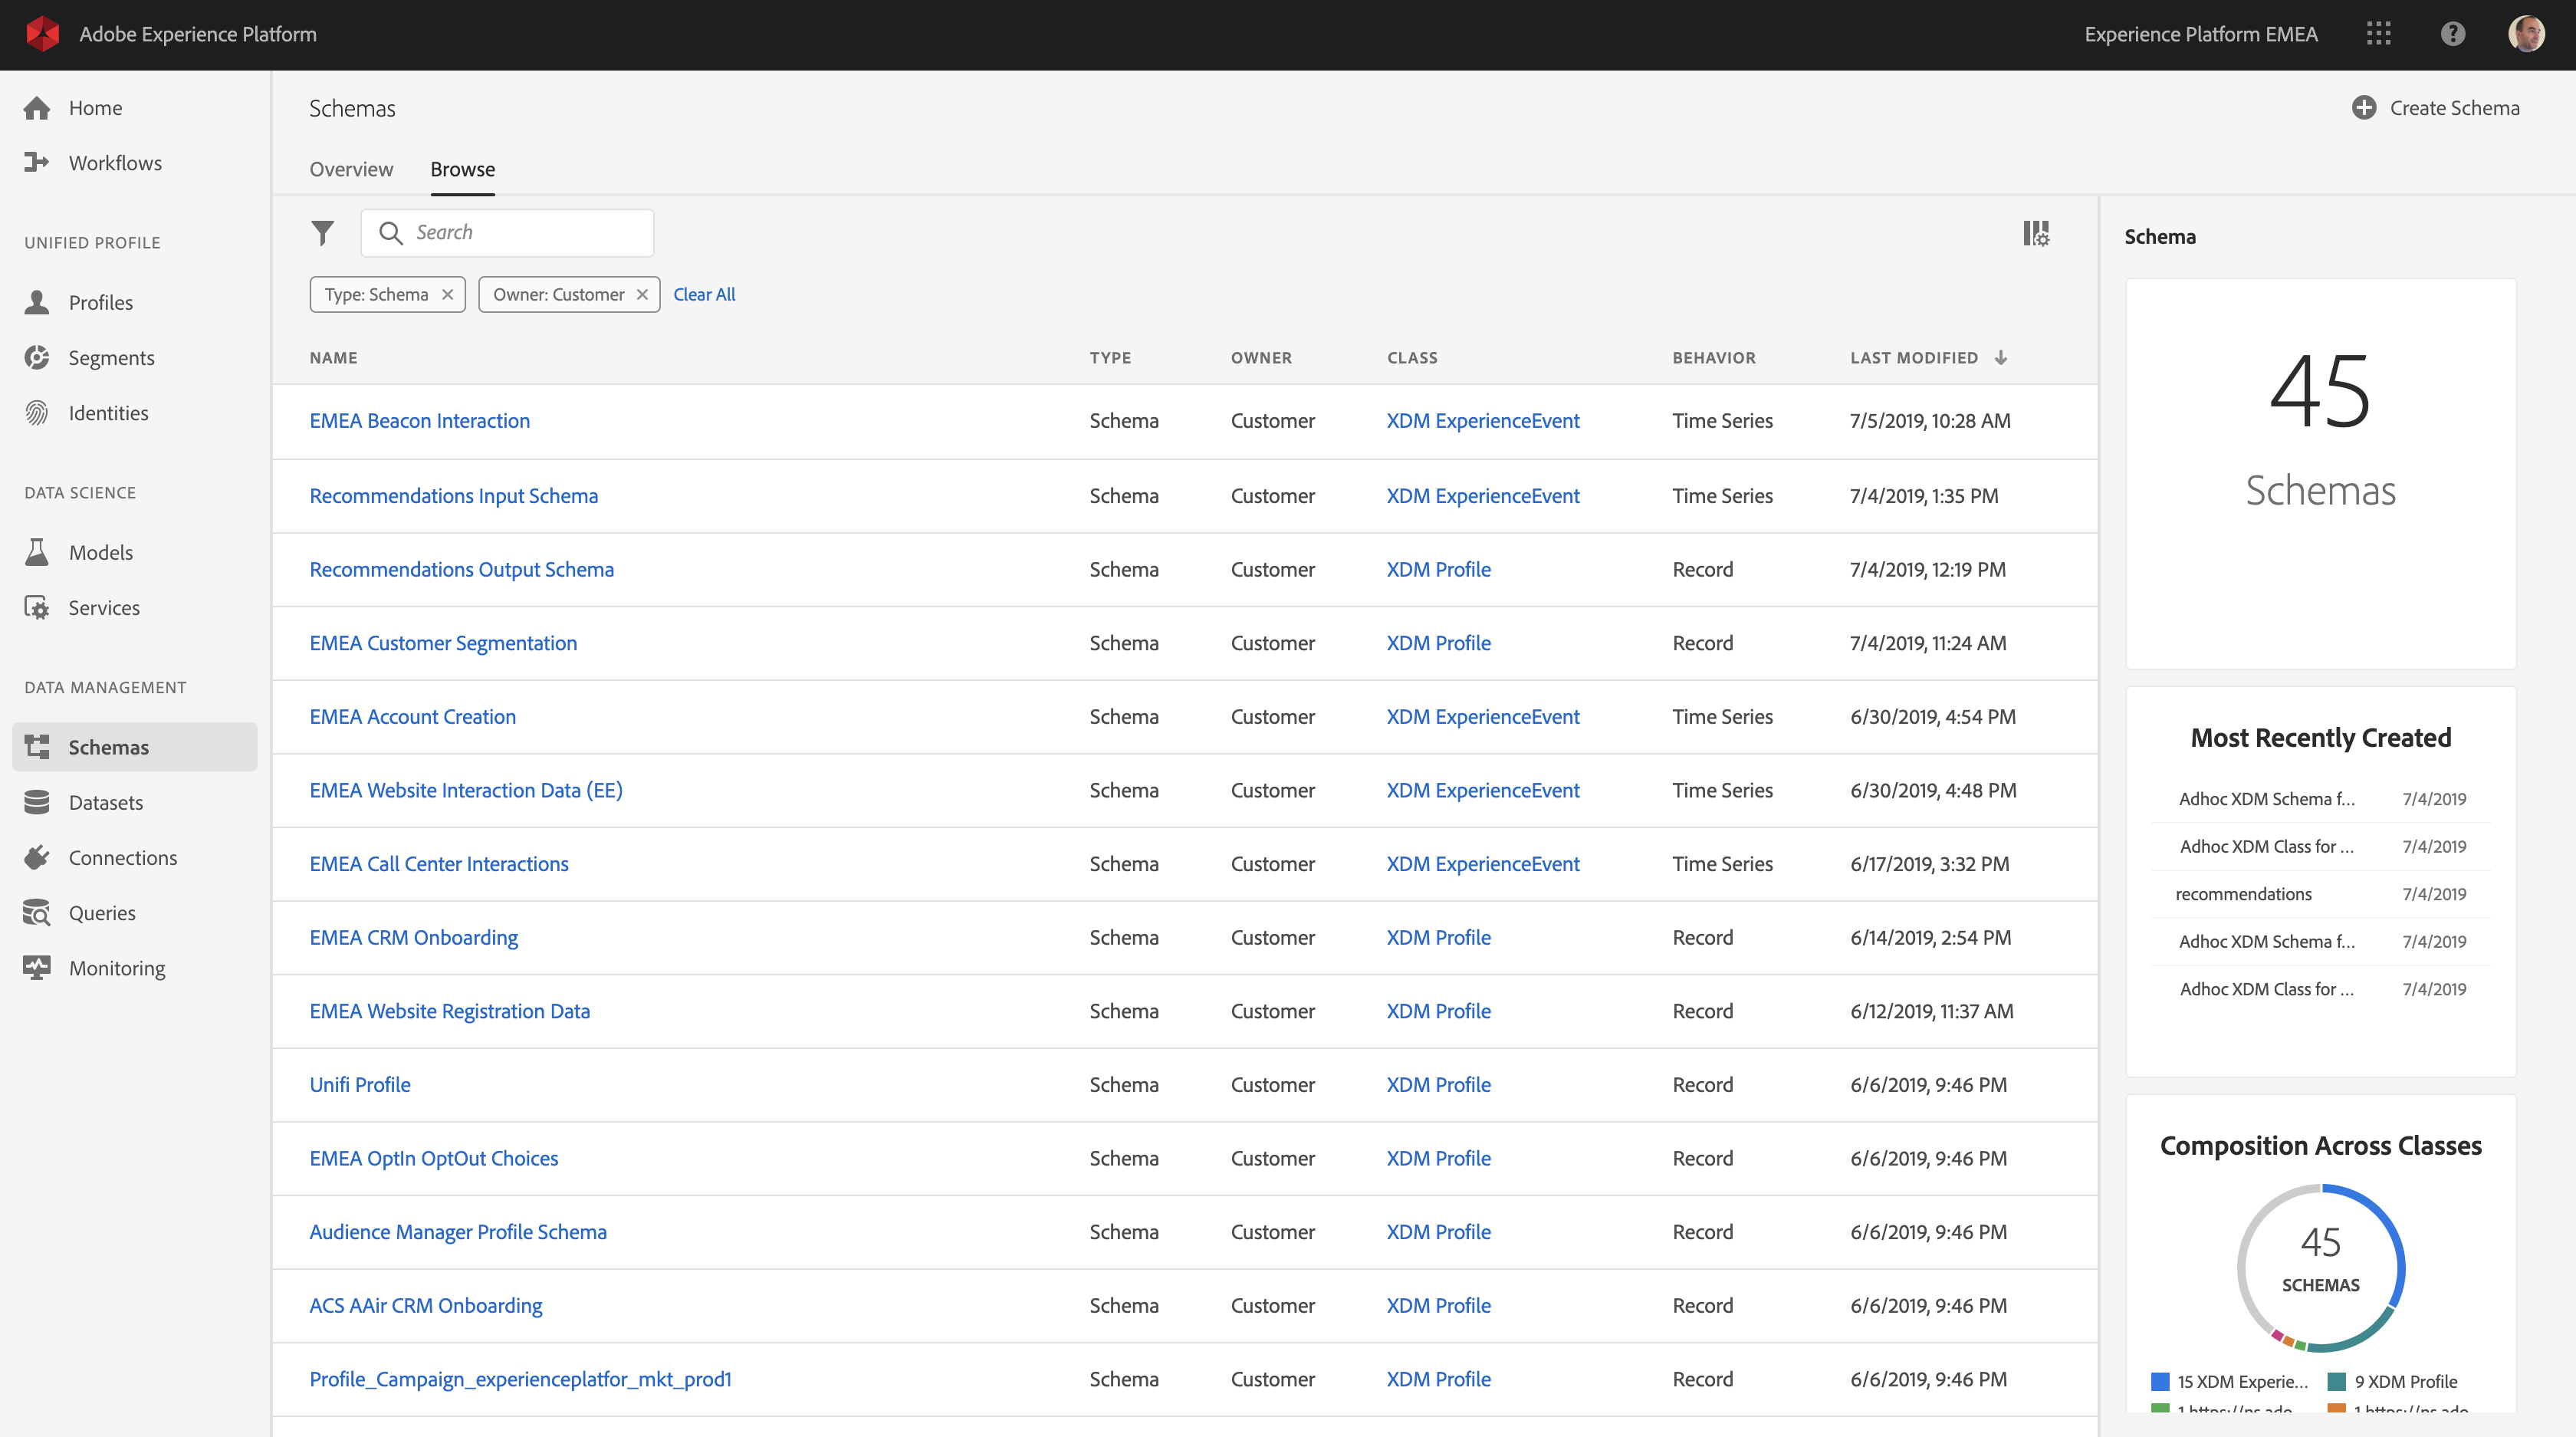 Adobe Experience Platform
Experience Platform EMEA
Home
Workflows
UNIFIED PROFILE
Profiles
Segments
Identities
DATA SCIENCE
Models
Services
DATA MANAGEMENT
Schemas
Datasets
Connections
Queries
Monitoring
Schemas
Create Schema
Overview Browse
Search
Type: Schema Owner: Customer Clear All
NAME TYPE OWNER CLASS BEHAVIOR LAST MODIFIED
EMEA Beacon Interaction Schema Customer XDM ExperienceEvent Time Series 7/5/2019, 10:28 AM
Recommendations Input Schema Schema Customer XDM ExperienceEvent Time Series 7/4/2019, 1:35 PM
Recommendations Output Schema Schema Customer XDM Profile Record 7/4/2019, 12:19 PM
EMEA Customer Segmentation Schema Customer XDM Profile Record 7/4/2019, 11:24 AM
EMEA Account Creation Schema Customer XDM ExperienceEvent Time Series 6/30/2019, 4:54 PM
EMEA Website Interaction Data (EE) Schema Customer XDM ExperienceEvent Time Series 6/30/2019, 4:48 PM
EMEA Call Center Interactions Schema Customer XDM ExperienceEvent Time Series 6/17/2019, 3:32 PM
EMEA CRM Onboarding Schema Customer XDM Profile Record 6/14/2019, 2:54 PM
EMEA Website Registration Data Schema Customer XDM Profile Record 6/12/2019, 11:37 AM
Unifi Profile Schema Customer XDM Profile Record 6/6/2019, 9:46 PM
EMEA OptIn OptOut Choices Schema Customer XDM Profile Record 6/6/2019, 9:46 PM
Audience Manager Profile Schema Schema Customer XDM Profile Record 6/6/2019, 9:46 PM
ACS AAir CRM Onboarding Schema Customer XDM Profile Record 6/6/2019, 9:46 PM
Profile_Campaign_experienceplatfor_mkt_prod1 Schema Customer XDM Profile Record 6/6/2019, 9:46 PM
Schema
45
Schemas
Most Recently Created
Adhoc XDM Schema f... 7/4/2019
Adhoc XDM Class for ... 7/4/2019
recommendations 7/4/2019
Adhoc XDM Schema f... 7/4/2019
Adhoc XDM Class for ... 7/4/2019
Composition Across Classes
45
SCHEMAS
15 XDM Experie... 9 XDM Profile
1 https://ns.ado... 1 https://ns.ado...